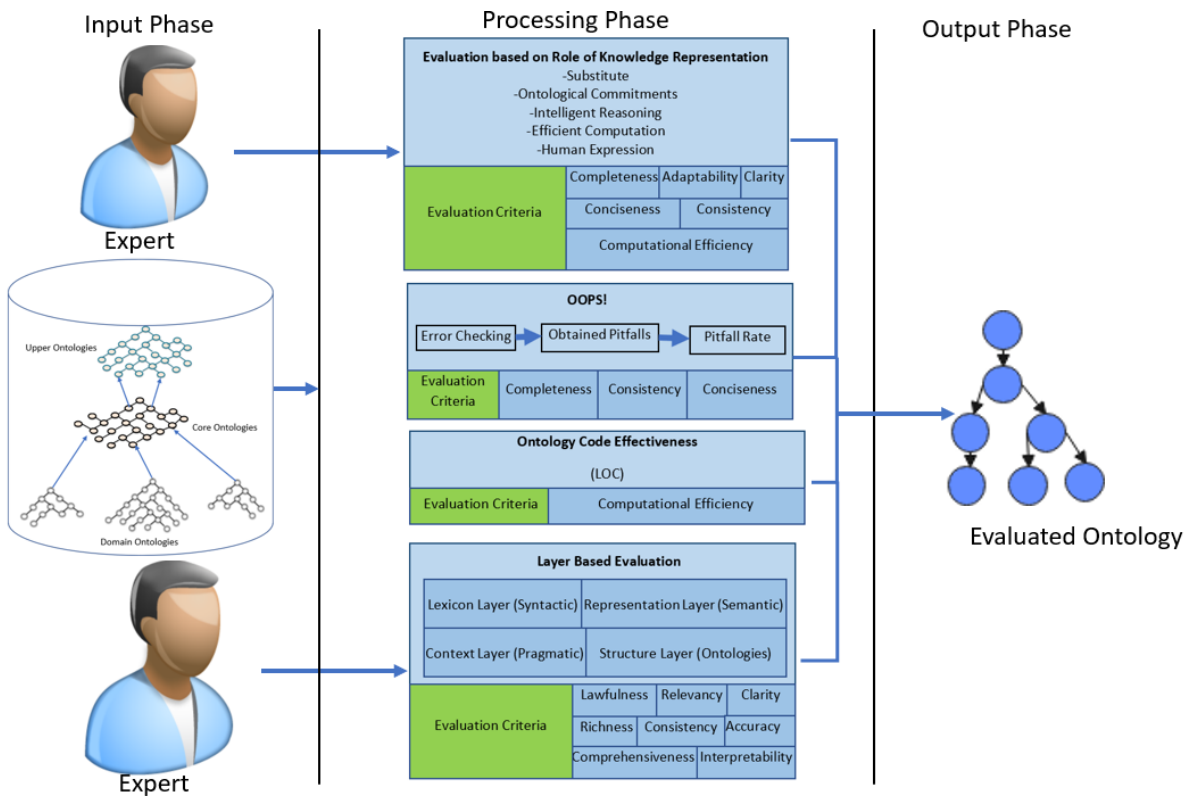 Input Phase
Processing Phase
Output Phase
Expert
Upper Ontologies
Core Ontologies
Domain Ontologies
Expert
Evaluation based on Role of Knowledge Representation
-Substitute
-Ontological Commitments
-Intelligent Reasoning
-Efficient Computation
-Human Expression
Evaluation Criteria
Completeness Adaptability Clarity
Conciseness Consistency
Computational Efficiency
OOPS!
Error Checking Obtained Pitfalls Pitfall Rate
Evaluation
Criteria
Completeness Consistency Conciseness
Ontology Code Effectiveness
(LOC)
Evaluation Criteria Computational Efficiency
Layer Based Evaluation
Lexicon Layer (Syntactic) Representation Layer (Semantic)
Context Layer (Pragmatic) Structure Layer (Ontologies)
Evaluation Criteria
Lawfulness Relevancy Clarity
Richness Consistency Accuracy
Comprehensiveness Interpretability
Evaluated Ontology